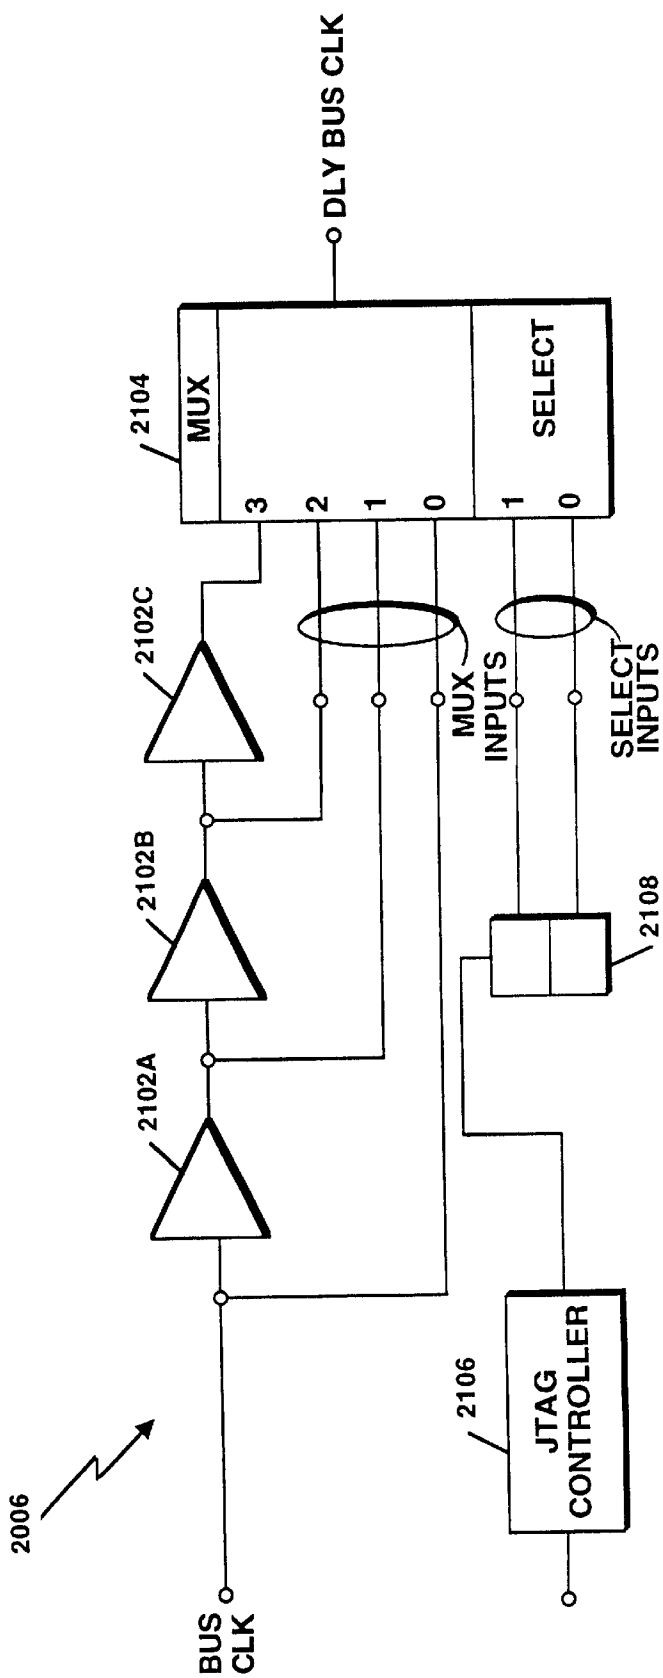 2006
BUS
CLK
2102A
2102B
2102C
2104
MUX
3
2
1
0
1
0
SELECT
DLY BUS CLK
MUX
INPUTS
SELECT
INPUTS
2106
JTAG
CONTROLLER
2108